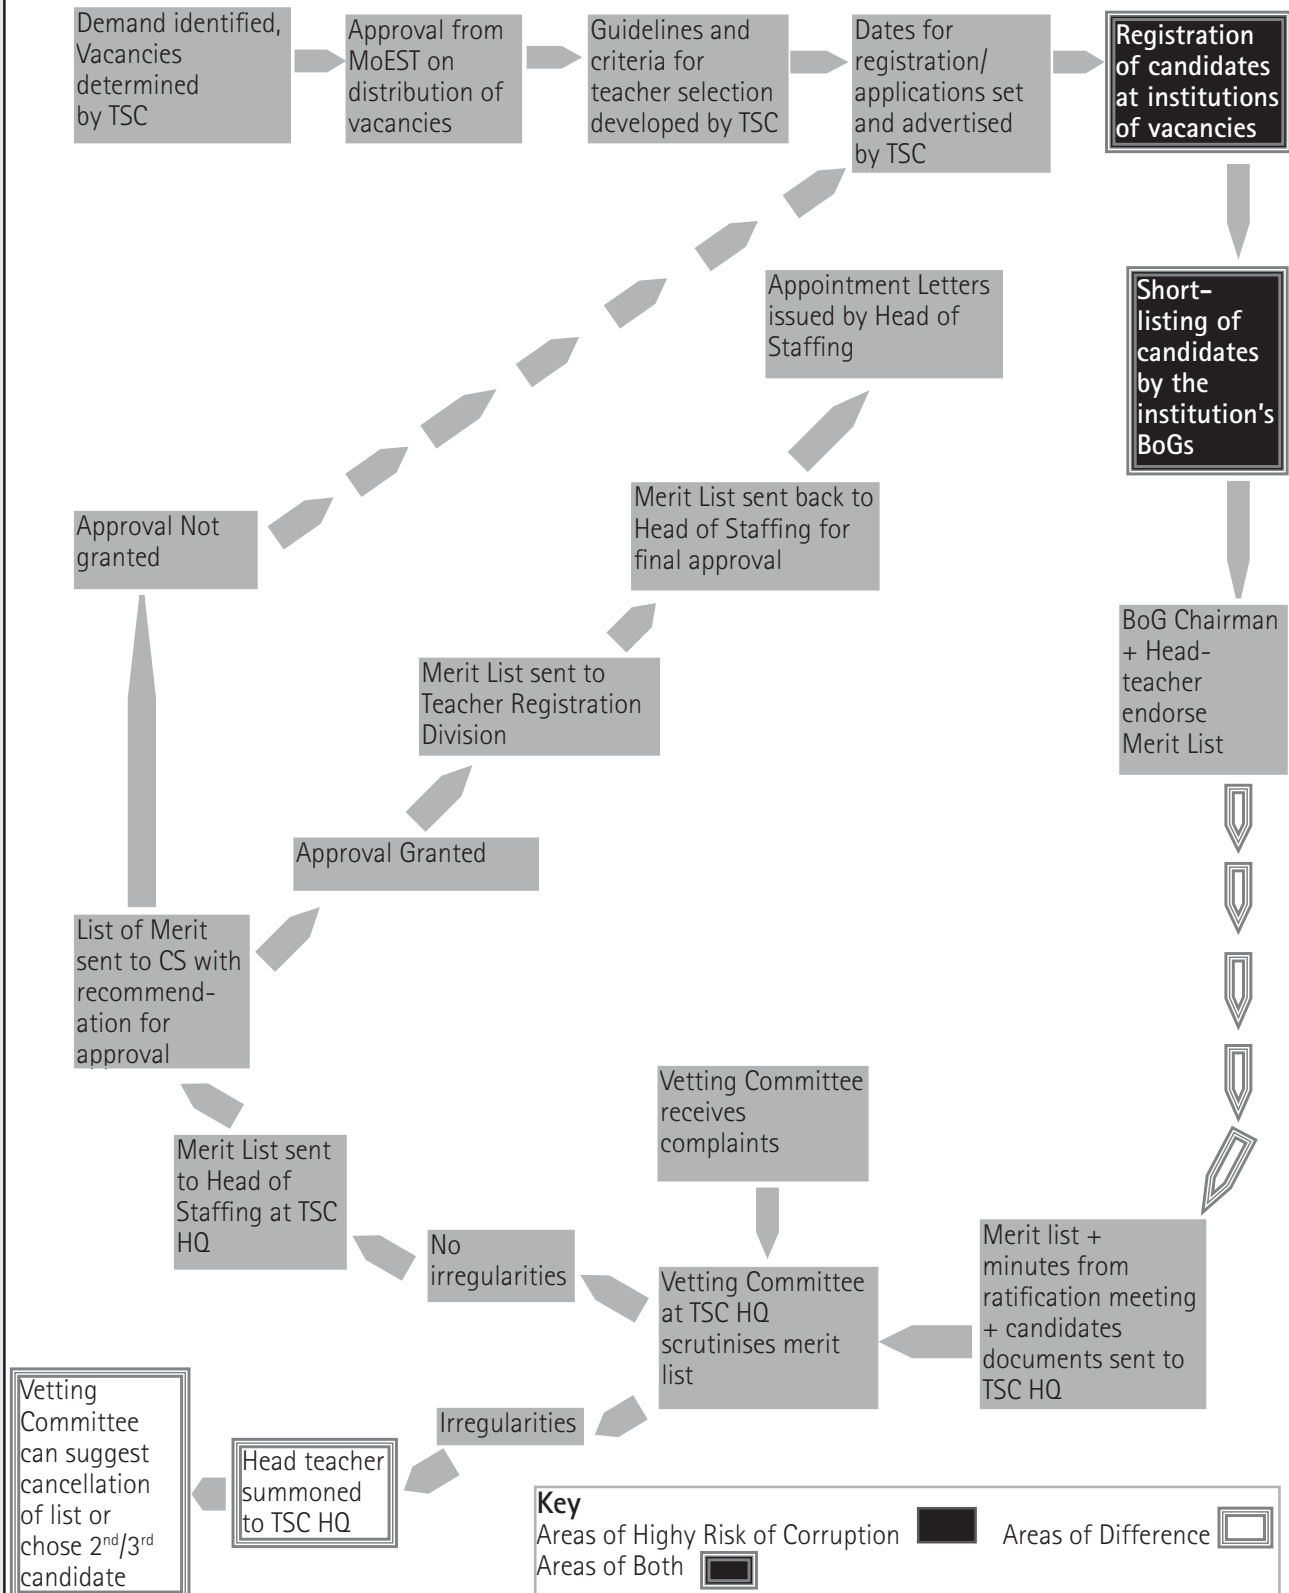 Demand identified,
Vacancies
determined
by TSC
Approval from
MoEST on
distribution of
vacancies
Guidelines and
criteria for
teacher selection
developed by TSC
Dates for
registration/
applications set
and advertised
by TSC
Registration
of candidates
at institutions
of vacancies
Short-
listing of
candidates
by the
institution's
BoGs
BoG Chairman
+ Head-
teacher
endorse
Merit List
Merit list +
minutes from
ratification meeting
+ candidates
documents sent to
TSC HQ
Vetting Committee
receives
complaints
Vetting Committee
at TSC HQ
scrutinises merit
list
No
irregularities
Merit List sent
to Head of
Staffing at TSC
HQ
List of Merit
sent to CS with
recommend-
ation for
approval
Approval Not
granted
Approval Granted
Merit List sent to
Teacher Registration
Division
Merit List sent back to
Head of Staffing for
final approval
Appointment Letters
issued by Head of
Staffing
Irregularities
Head teacher
summoned
to TSC HQ
Vetting
Committee
can suggest
cancellation
of list or
chose 2nd/3rd
candidate
Key
Areas of Highy Risk of Corruption
Areas of Difference
Areas of Both